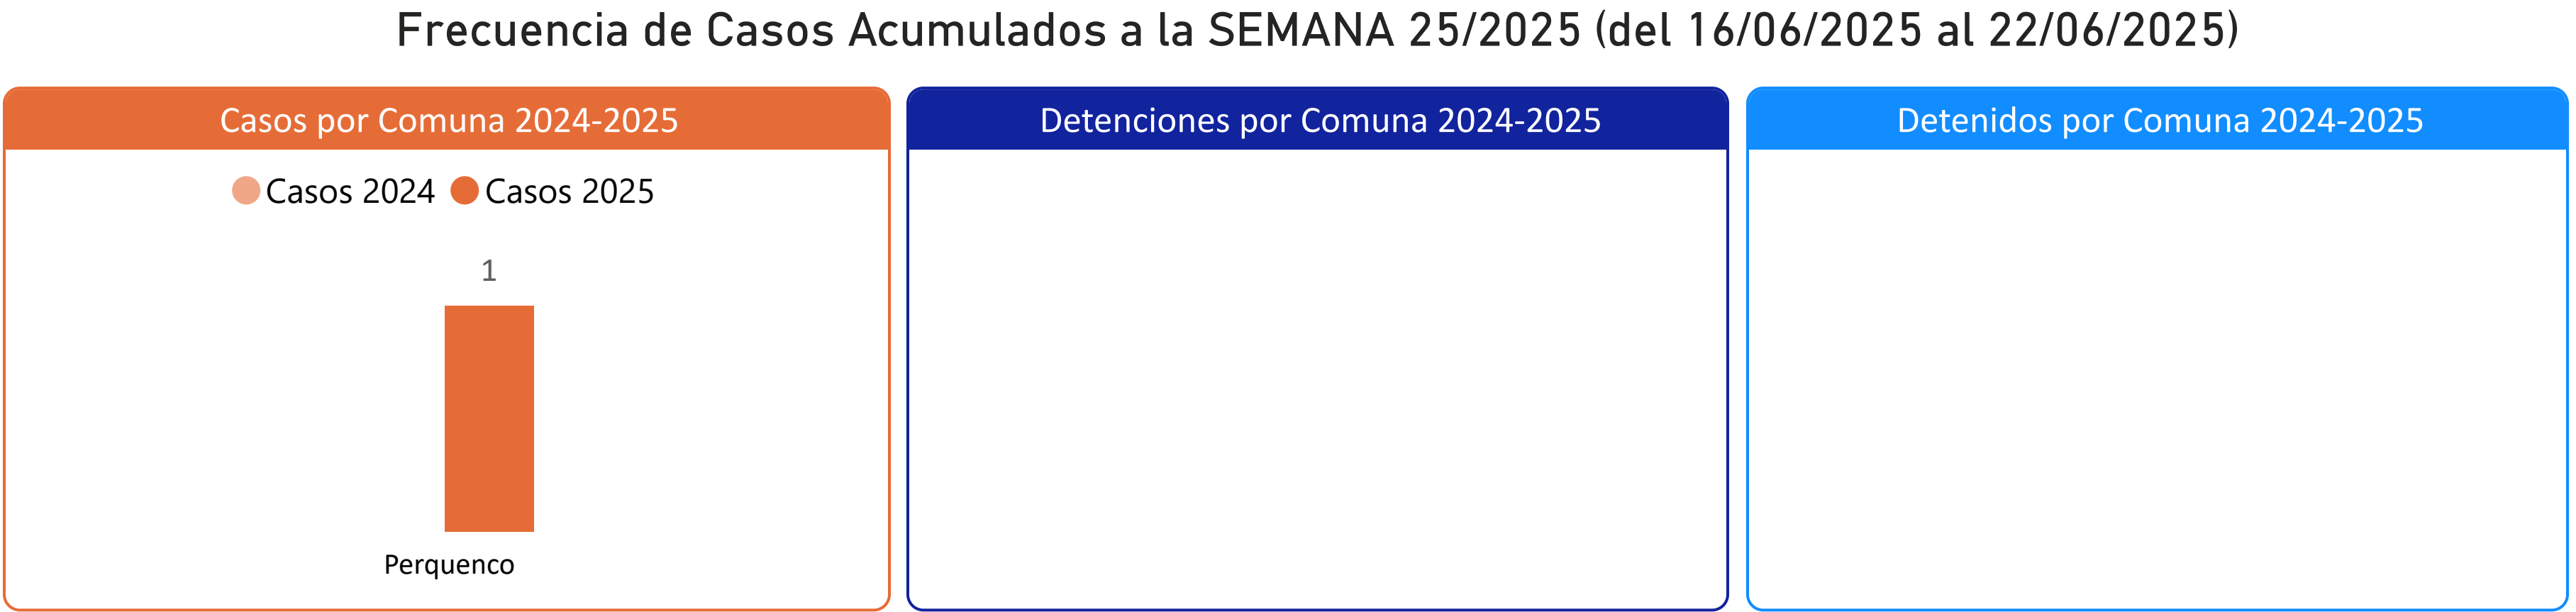 Frecuencia de Casos Acumulados a la SEMANA 25/2025 (del 16/06/2025 al 22/06/2025)
Casos por Comuna 2024-2025
Casos 2024 Casos 2025
1
Perquenco
Detenciones por Comuna 2024-2025
Detenidos por Comuna 2024-2025